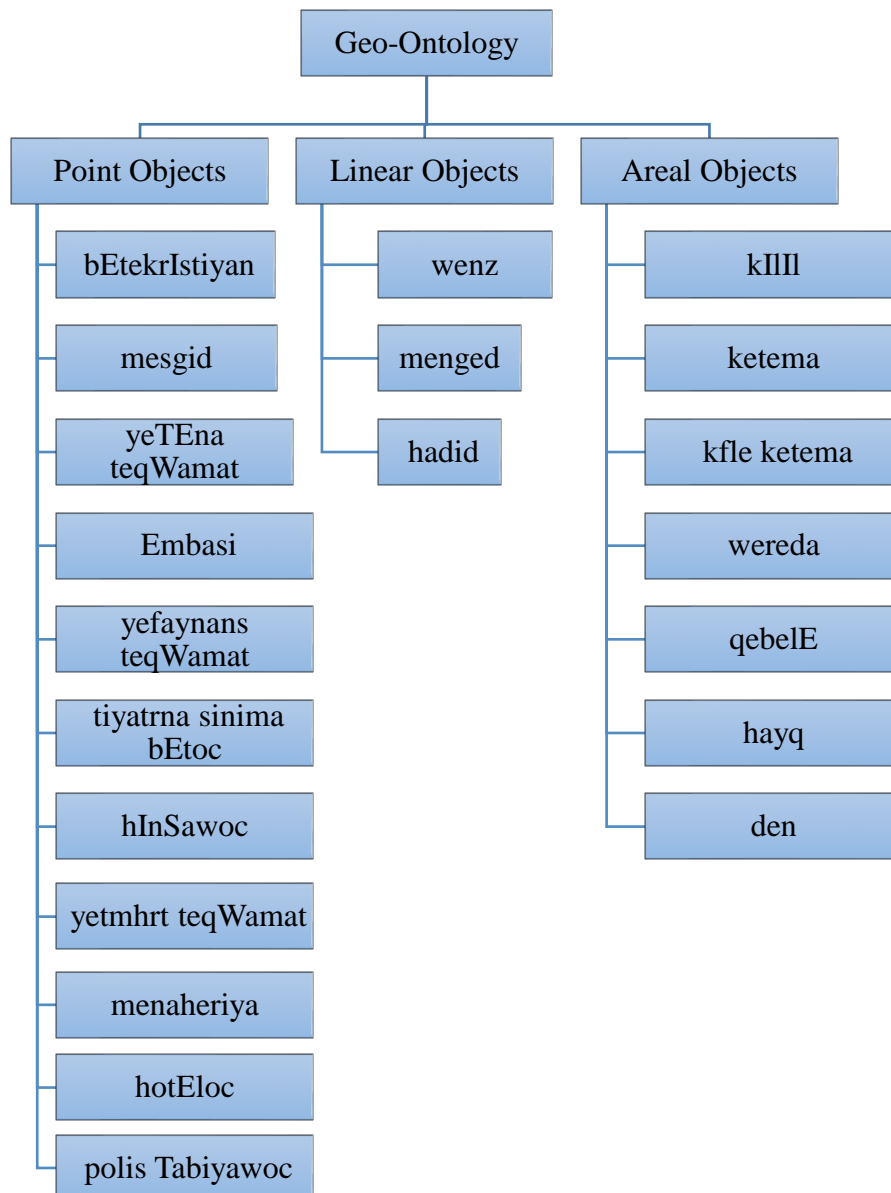 Geo-Ontology
Point Objects
bEtekrIstiyan
mesgid
yeTEna
teqWamat
Embasi
yefaynans
teqWamat
tiyatrna sinima
bEtoc
hInSawoc
yetmhrt teqWamat
menaheriya
hotEloc
polis Tabiyawoc
Linear Objects
wenz
menged
hadid
Areal Objects
kIlIl
ketema
kfle ketema
wereda
qebelE
hayq
den